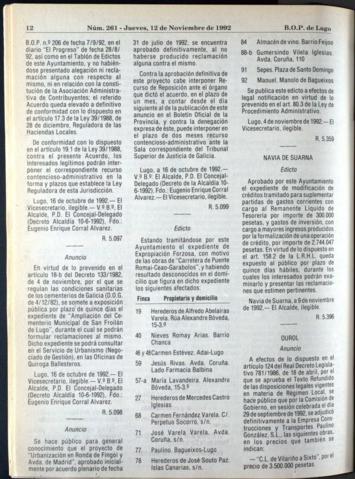 12
Núm. 261 - Jueves, 12 de Noviembre de 1992
B.O.P. de Lugo
B.O.P. n.º 206 de fecha 7/9/92, en el
diario "El Progreso" de fecha 28/8/
92, así como en el Tablón de Edictos
de este Ayuntamiento, y no habién-
dose presentado alegación ni recla-
mación alguna con respecto al
mismo, ni en relación con la consti-
tución de la Asociación Administra-
tiva de Contribuyentes; el referido
Acuerdo queda elevado a definitivo
de conformidad con lo dispuesto en
el artículo 17.3 de la Ley 39/1988, de
28 de diciembre, Reguladora de las
Haciendas Locales.
De conformidad con lo dispuesto
en el artículo 19.1 de la Ley 39/1988,
contra el presente Acuerdo, los
interesados legítimos podrán inter-
poner el correspondiente recurso
contencioso-administrativo en la
forma y plazos que establece la Ley
Reguladora de esta Jurisdicción.
Lugo, 16 de octubre de 1992.— El
Vicesecretario, ilegible. — V.º B.º: El
Alcalde, P.D. El Concejal-Delegado
(Decreto Alcaldía 10-6-1992), Fdo.:
Eugenio Enrique Corral Alvarez.
R. 5.097
Anuncio
En virtud de lo prevenido en el
artículo 18-b del Decreto 133/1982,
de 4 de noviembre, por el que se
regulan las condiciones sanitarias
de los cementerios de Galicia (D.O.G.
de 4/12/82), se somete a exposición
pública por plazo de quince días el
expediente de "Ampliación de Ce-
menterio Municipal de San Froilán
de Lugo", durante el cual se podrán
formular reclamaciones al mismo.
Dicho expediente se podrá consultar
en el Servicio de Urbanismo (Nego-
ciado de Gestión), en las Oficinas de
Quiroga Ballesteros.
Lugo, 16 de octubre de 1992.— El
Vicesecretario, ilegible. — V.º B.º: El
Alcalde, P.D. El Concejal-Delegado
(Decreto Alcaldía 10-6-1992), Fdo.:
Eugenio Enrique Corral Alvarez.
R. 5.098
Anuncio
Se hace público para general
conocimiento que el proyecto de
"Urbanización en Ronda de Fingoi y
Avda. de Madrid", aprobado inicial-
mente por acuerdo plenario de fecha
31 de julio de 1992, se encuentra
aprobado definitivamente, al no
haberse producido reclamación
alguna contra el mismo.
Contra la aprobación definitiva de
este proyecto cabe interponer Re-
curso de Reposición ante el órgano
que dictó el acuerdo, en el plazo de
un mes, a contar desde el día
siguiente al de la publicación de este
anuncio en el Boletín Oficial de la
Provincia, y contra la denegación
expresa de éste, puede interponer en
el plazo de dos meses recurso
contencioso-administrativo ante la
Sala correspondiente del Tribunal
Superior de Justicia de Galicia.
Lugo, a 16 de octubre de 1992.—
V.º B.º: El Alcalde, P.D. El Concejal-
Delegado (Decreto de la Alcaldía 10-
6-1992), Fdo.: Eugenio Enrique Corral
Alvarez.— El Vicesecretario, ilegible.
R. 5.099
Edicto
Estando tramitándose por este
Ayuntamiento el expediente de
Expropiación Forzosa, con motivo
de las obras de "Carretera de Puente
Romai-Ceao-Garabolos", y habiendo
resultado desconocidos en el domi-
cilio que figura en dicho expediente
los siguientes afectados:
Finca Propietario y domicilio
19 Herederos de Alfredo Abelairas
Varela. Rúa Alexandre Bóveda,
15-3.º
40 Nieves Romay Arias. Barrio
Chanca
46 y 48 Carmen Estévez. Adai-Lugo
50 Jesús Rivas. Avda. Coruña.
Lado Farmacia Balbina
57-a María Lavandeira. Alexandre
Bóveda, 15-3.º
27 Herederos de Mercedes Castro
Iglesias.
68 Carmen Fernández Varela. C/.
Perpetuo Socorro, s/n.
71 José Varela Varela. Avda.
Coruña, s/n.
77 Paulino. Bagueixos-Lugo
78 Herederos de José Souto Paz.
Islas Canarias, s/n.
84 Almacén de vino. Barrio Feijoo
88-b Gumersindo Vilela Iglesias.
Avda. Coruña, 110
91 Sepes. Plaza de Santo Domingo
92 Manuel. Manolo de Bagueixos
Se publica este edicto a efectos de
legal notificación en virtud de lo
prevenido en el art. 80.3 de la Ley de
Procedimiento Administrativo.
Lugo, 4 de noviembre de 1992.— El
Vicesecretario, ilegible.
R. 5.359
NAVIA DE SUARNA
Edicto
Aprobado por este Ayuntamiento
el expediente de modificación de
créditos tramitado para suplementar
partidas de gastos corrientes con
cargo al Remanente Líquido de
Tesorería por importe de 300.000
pesetas, y gastos de inversión, con
cargo a mayores ingresos producidos
por la formalización de una operación
de crédito, por importe de 2.744.047
pesetas. En virtud de lo dispuesto en
el art. 158.2 de la L.R.H.L. queda
expuesto al público por plazo de
quince días hábiles, durante los
cuales los interesados podrán exa-
minarlo y presentar las reclamacio-
nes que estimen pertinentes.
Navia de Suarna, a 9 de noviembre
de 1992.— El Alcalde, ilegible.
R. 5.396
OUROL
Anuncio
A efectos de lo dispuesto en el
artículo 124 del Real Decreto Legisla-
tivo 781/1986, de 18 de abril, por el
que se aprueba el Texto Refundido
de las disposiciones legales vigentes
en materia de Régimen Local, se
hace público que por la Comisión de
Gobierno, en sesión celebrada el día
29 de septiembre de 1992, se adjudicó
definitivamente a la Empresa Cons-
trucciones y Transportes Paulino
González, S.L., las siguientes obras,
en los precios que también se
indican:
—"C.L. de Vilariño a Sixto", por el
precio de 3.500.000 pesetas.